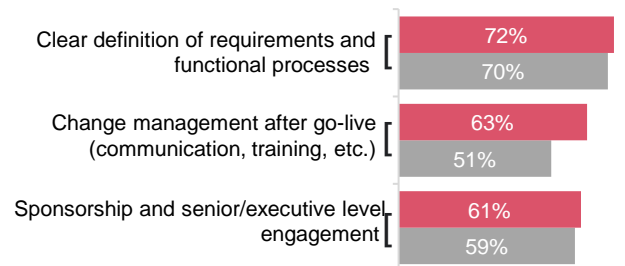 Clear definition of requirements and
functional processes
72%
70%
Change management after go-live
(communication, training, etc.)
63%
51%
Sponsorship and senior/executive level
engagement
61%
59%